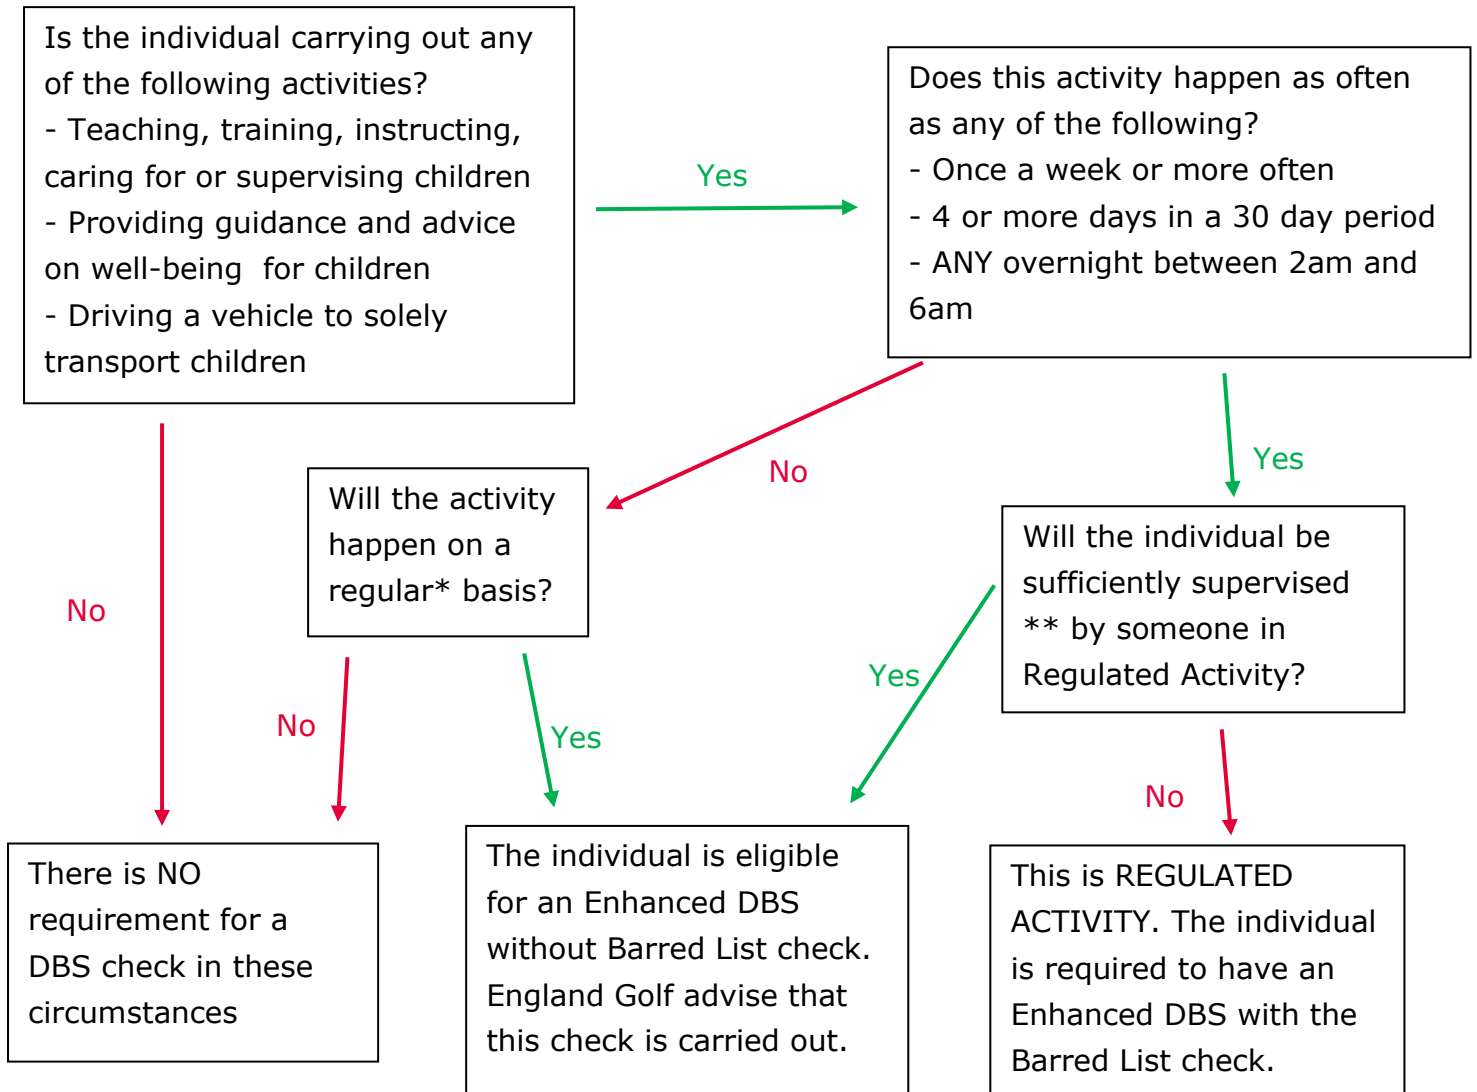 Is the individual carrying out any
of the following activities?
- Teaching, training, instructing,
caring for or supervising children
- Providing guidance and advice
on well-being  for children
- Driving a vehicle to solely
transport children
Yes
Does this activity happen as often
as any of the following?
- Once a week or more often
- 4 or more days in a 30 day period
- ANY overnight between 2am and
6am
No
No
Yes
Will the activity
happen on a
regular* basis?
Will the individual be
sufficiently supervised
** by someone in
Regulated Activity?
No
Yes
Yes
No
There is NO
requirement for a
DBS check in these
circumstances
The individual is eligible
for an Enhanced DBS
without Barred List check.
England Golf advise that
this check is carried out.
This is REGULATED
ACTIVITY. The individual
is required to have an
Enhanced DBS with the
Barred List check.